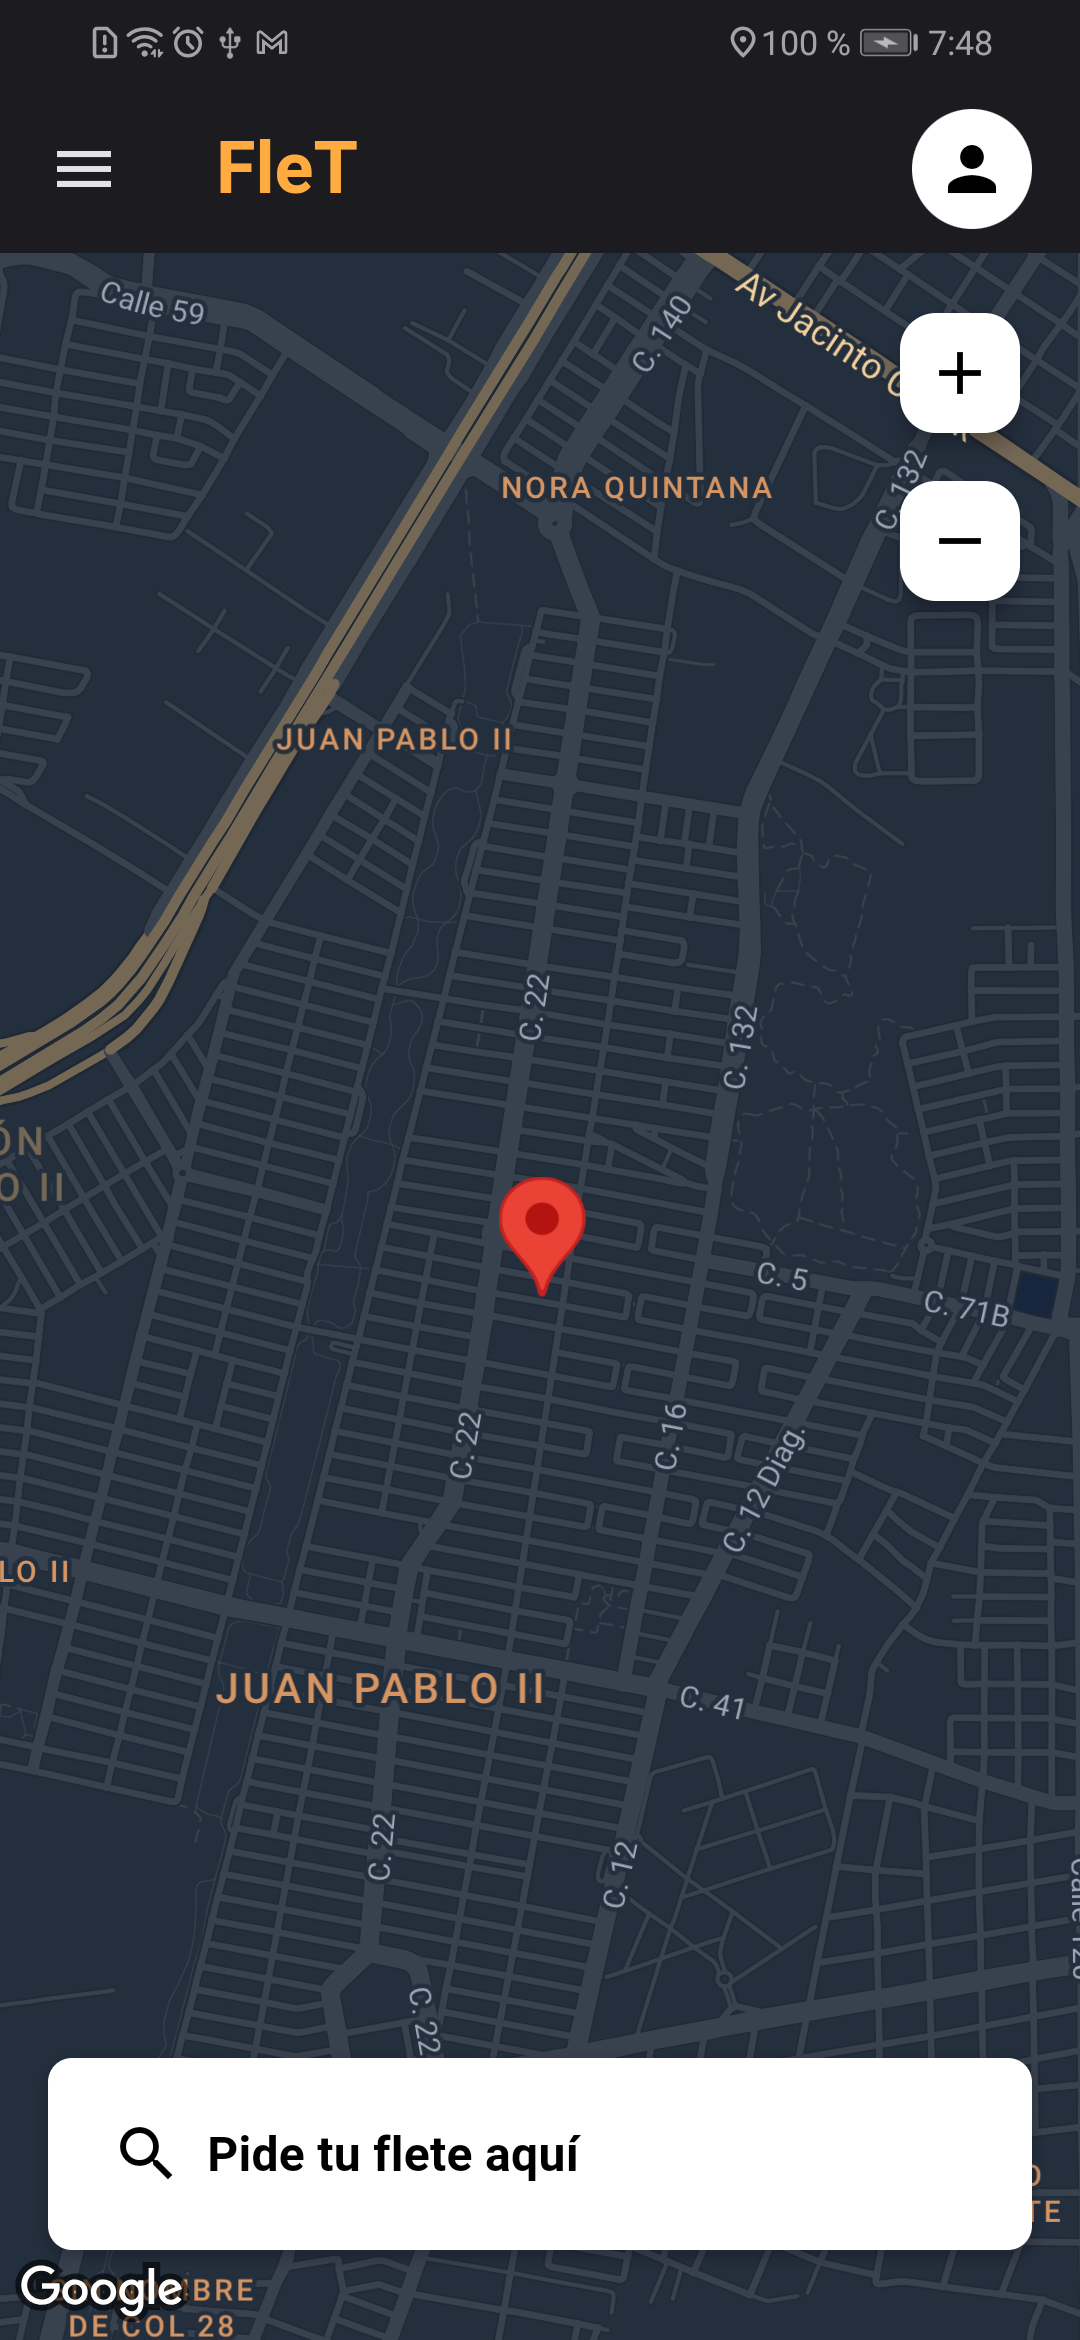 100 % 7:48
FleT
Calle 59
C. 140
Av Jacinto
C. 132
NORA QUINTANA
JUAN PABLO II
C. 22
C. 132
ÓN
O II
C. 5
C. 71B
C. 22
C. 16
C. 12 Diag.
LO II
JUAN PABLO II
C. 41
C. 22
C. 12
C. 22
Pide tu flete aquí
TE
Google
BRE
DE COL 28